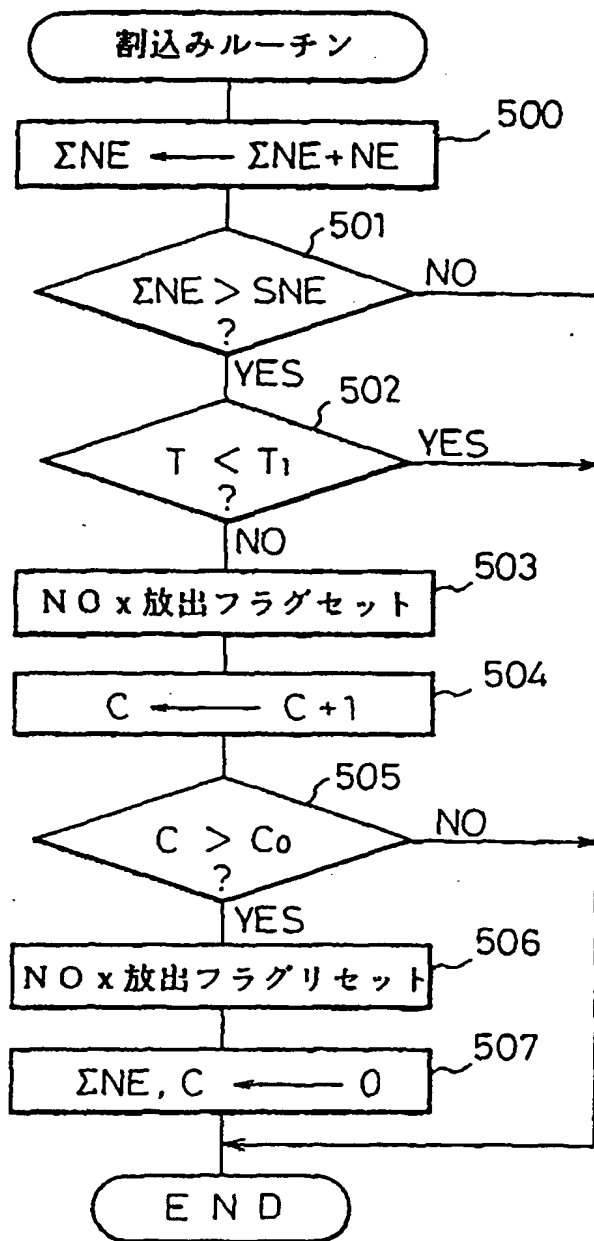 割込みルーチン
500
ΣNE ← ΣNE+NE
501
ΣNE > SNE
?
NO
YES
502
T < T1
?
YES
NO
503
NOx放出フラグセット
504
C ← C+1
505
C > C0
?
NO
YES
506
NOx放出フラグリセット
507
ΣNE, C ← 0
END